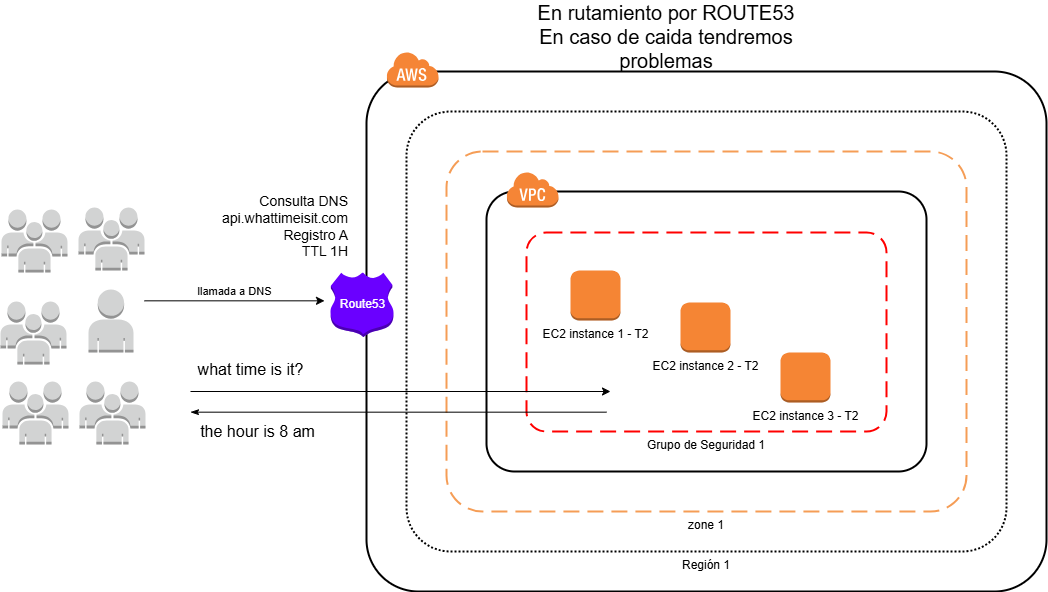 En rutamiento por ROUTE53
En caso de caida tendremos
problemas
AWS
VPC
Consulta DNS
api.whattimeisit.com
Registro A
TTL 1H
llamada a DNS
Route53
EC2 instance 1 - T2
EC2 instance 2 - T2
EC2 instance 3 - T2
what time is it?
the hour is 8 am
Grupo de Seguridad 1
zone 1
Región 1